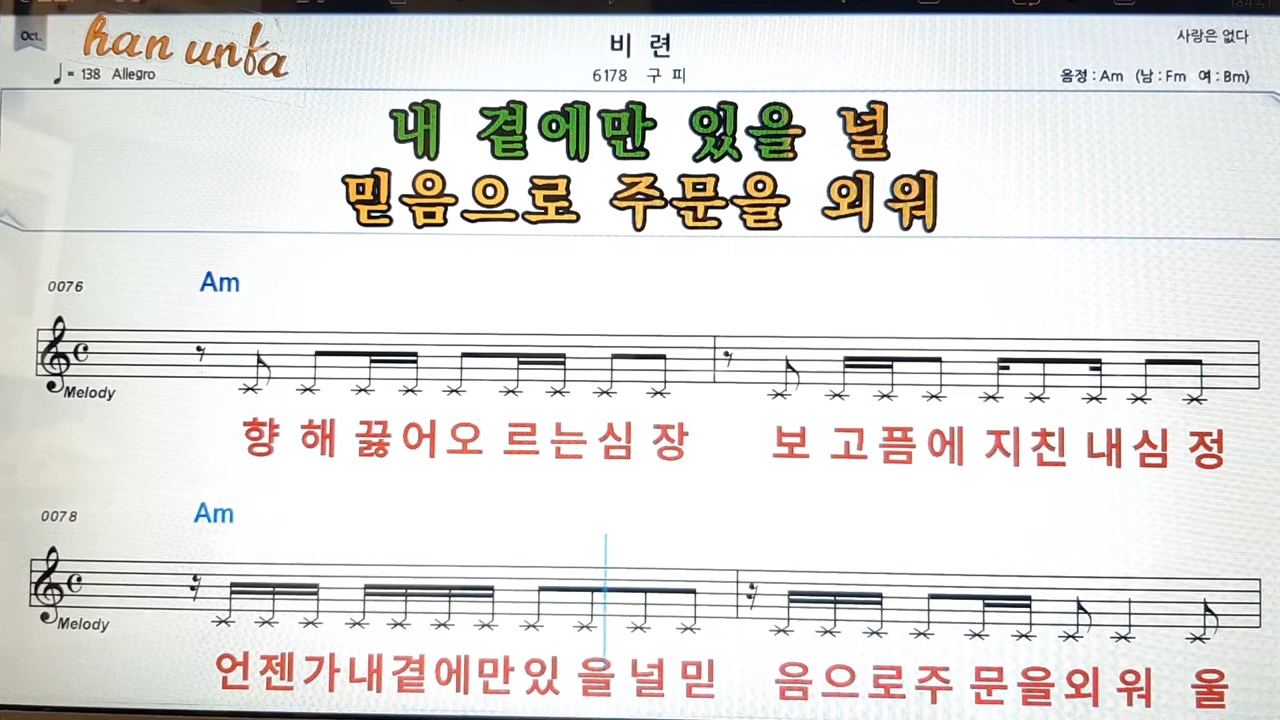 Oct.
han unfa
비 련
사랑은 없다
♩= 138 Allegro
6178 구 피
음정 : Am (남 : Fm 여 : Bm)
내 곁에만 있을 널
믿음으로 주문을 외워
0076
Am
Melody
향 해 끓어오 르는심 장 보 고픔에 지친 내심 정
0078
Am
Melody
언젠가내곁에만있 을널믿 음으로주 문을외 워 울